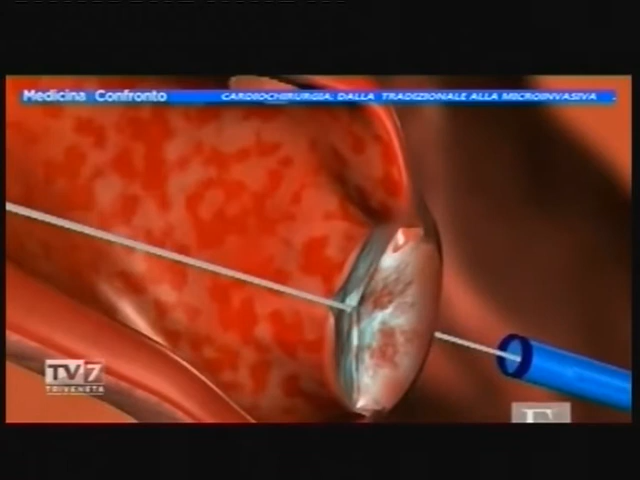 Medicina Confronto
CARDIOCHIRURGIA: DALLA TRADIZIONALE ALLA MICROINVASIVA
TV7
TRIVENETA